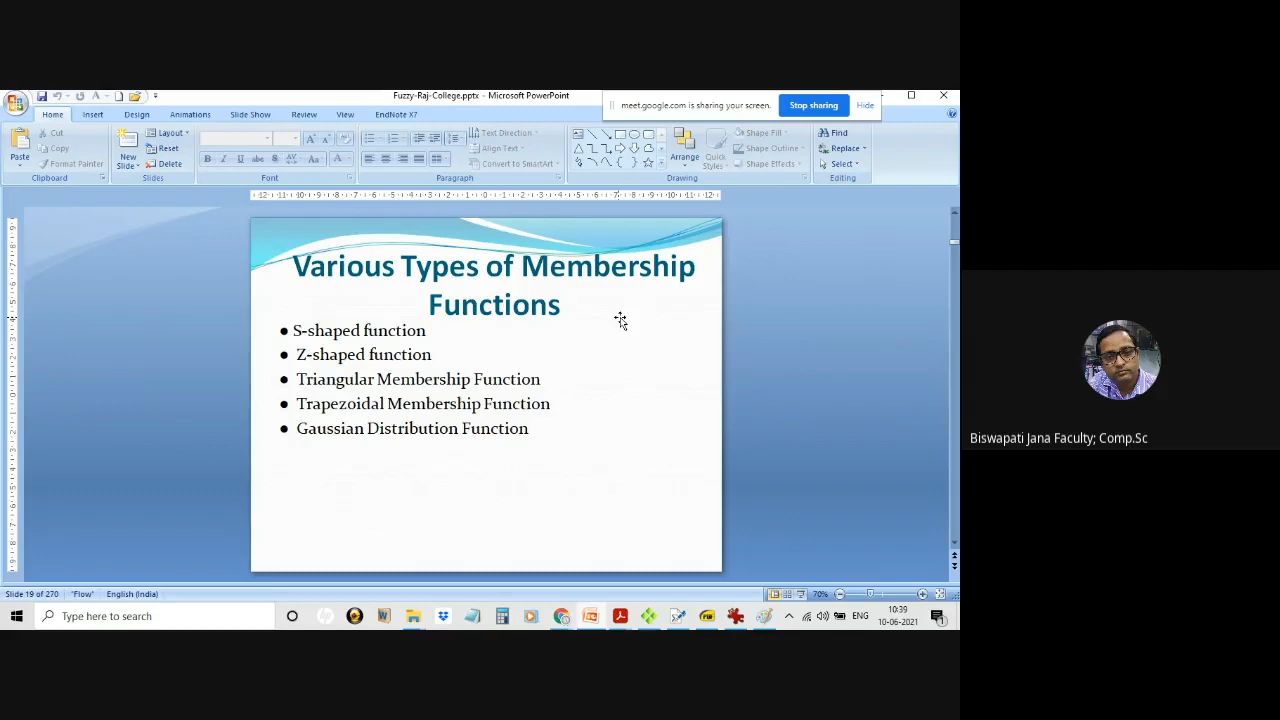 Fuzzy-Raj-College.pptx - Microsoft PowerPoint
meet.google.com is sharing your screen.
Stop sharing
Hide
Home Insert Design Animations Slide Show Review View EndNote X7
Paste
Cut
Copy
Format Painter
Clipboard
New Slide
Layout
Reset
Delete
Slides
Font
Text Direction
Align Text
Convert to SmartArt
Paragraph
Arrange
Quick Styles
Shape Fill
Shape Outline
Shape Effects
Drawing
Find
Replace
Select
Editing
Various Types of Membership
Functions
● S-shaped function
● Z-shaped function
● Triangular Membership Function
● Trapezoidal Membership Function
● Gaussian Distribution Function
Biswapati Jana Faculty; Comp.Sc
Slide 19 of 270 "Flow" English (India) 70%
Type here to search
ENG
10:39
10-06-2021